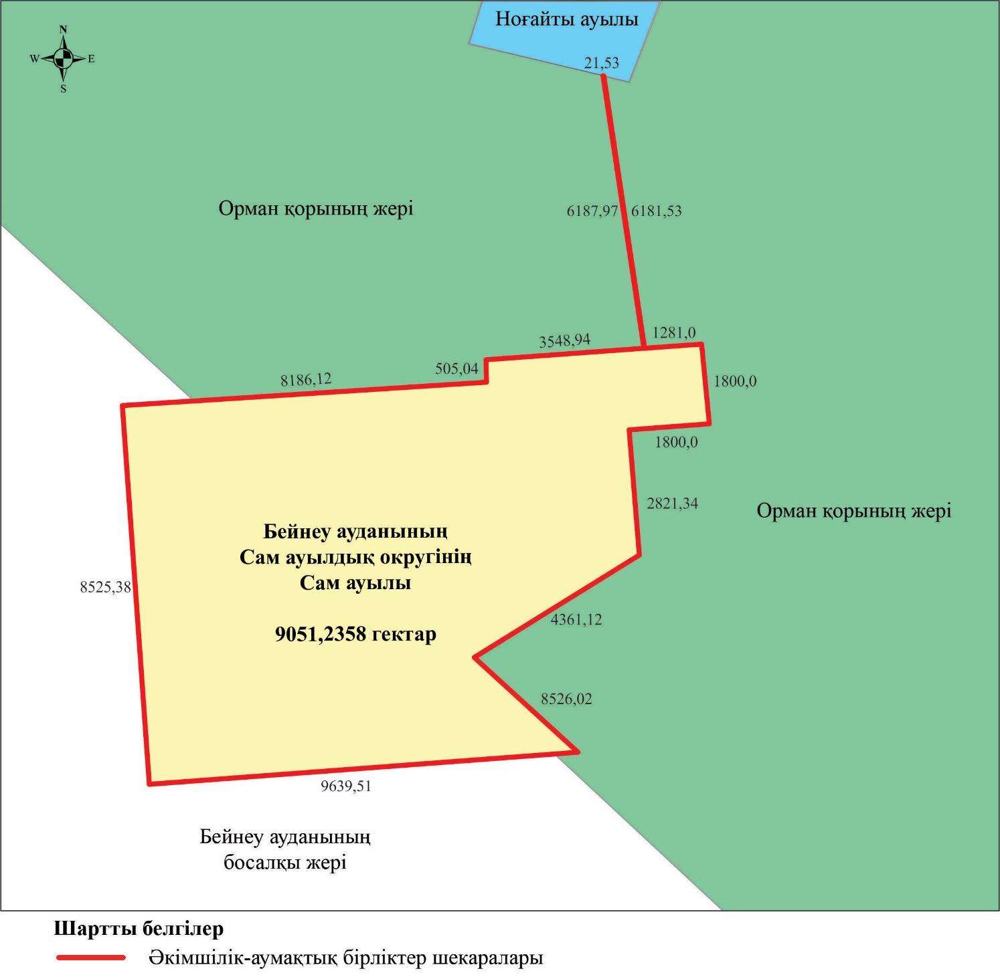 Ноғайты ауылы
N
W E
S
21,53
Орман қорының жері
6187,97 6181,53
1281,0
3548,94
505,04
8186,12
1800,0
1800,0
2821,34
Орман қорының жері
Бейнеу ауданының
Сам ауылдық округінің
Сам ауылы
8525,38
4361,12
9051,2358 гектар
8526,02
9639,51
Бейнеу ауданының
босалқы жері
Шартты белгілер
Әкімшілік-аумақтық бірліктер шекаралары